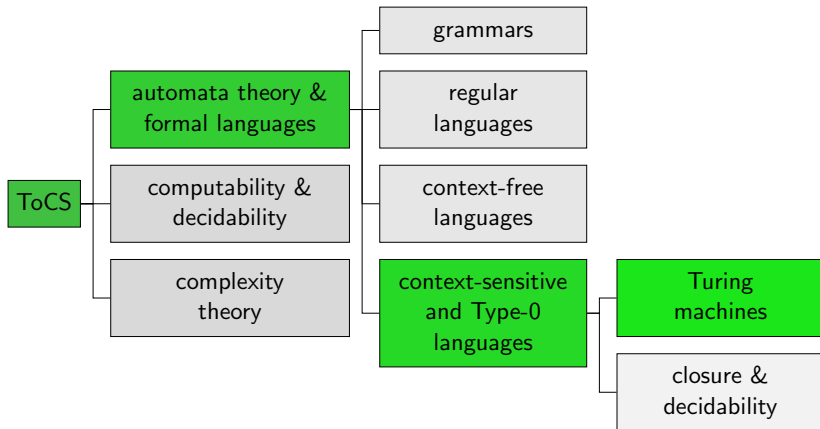 ToCS
automata theory &
formal languages
computability &
decidability
complexity
theory
grammars
regular
languages
context-free
languages
context-sensitive
and Type-0
languages
Turing
machines
closure &
decidability